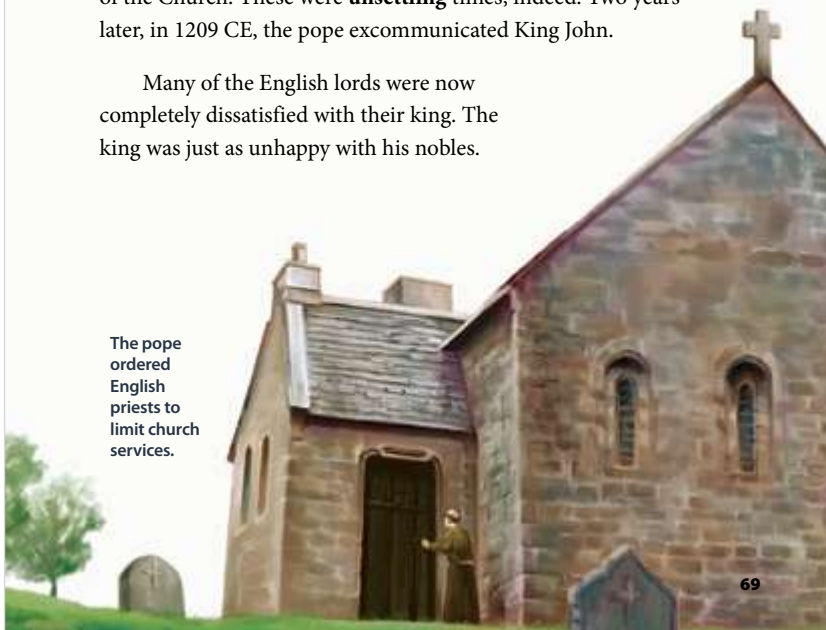 of the Church. These were unsettling times, indeed. Two years
later, in 1209 CE, the pope excommunicated King John.
Many of the English lords were now
completely dissatisfied with their king. The
king was just as unhappy with his nobles.
The pope
ordered
English
priests to
limit church
services.
69